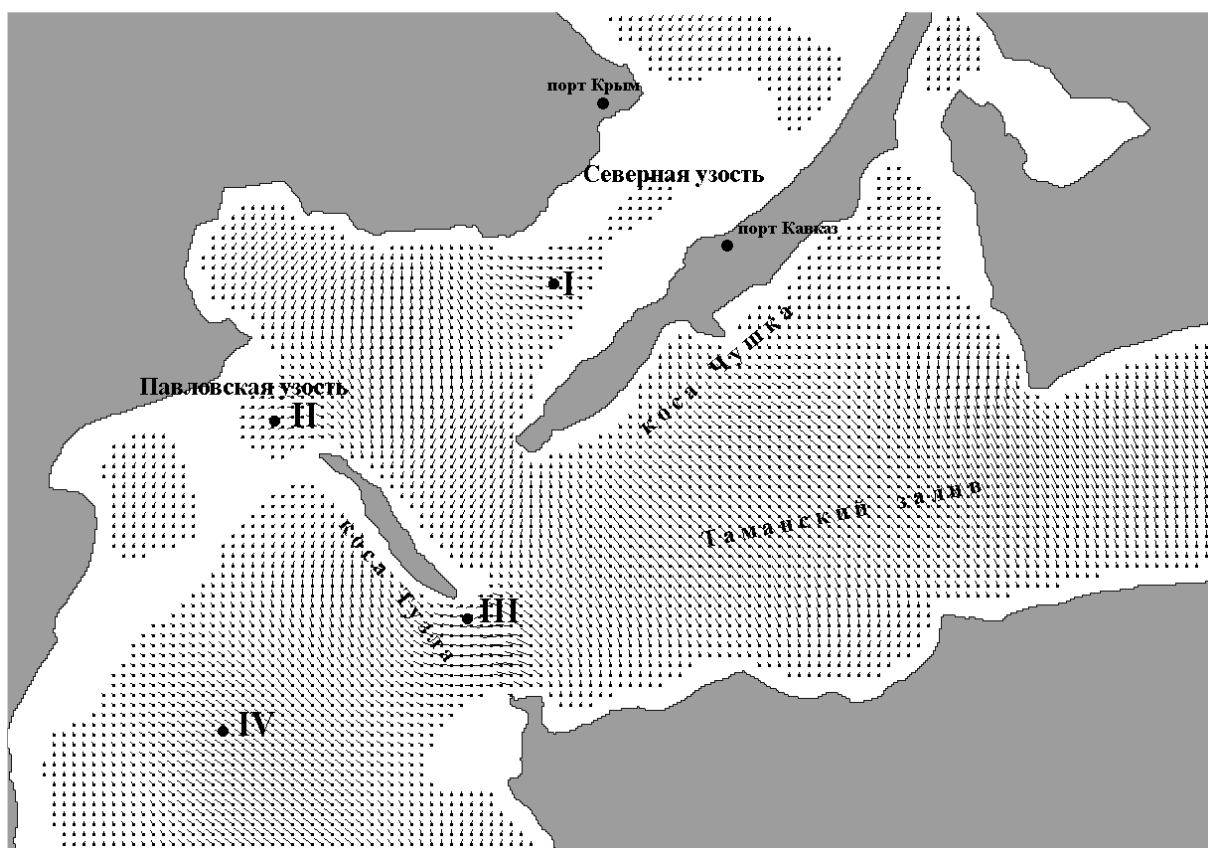 порт Крым
Северная узость
порт Кавказ
I
коса Чушка
Павловская узость
II
Таманский залив
коса Тузла
III
IV